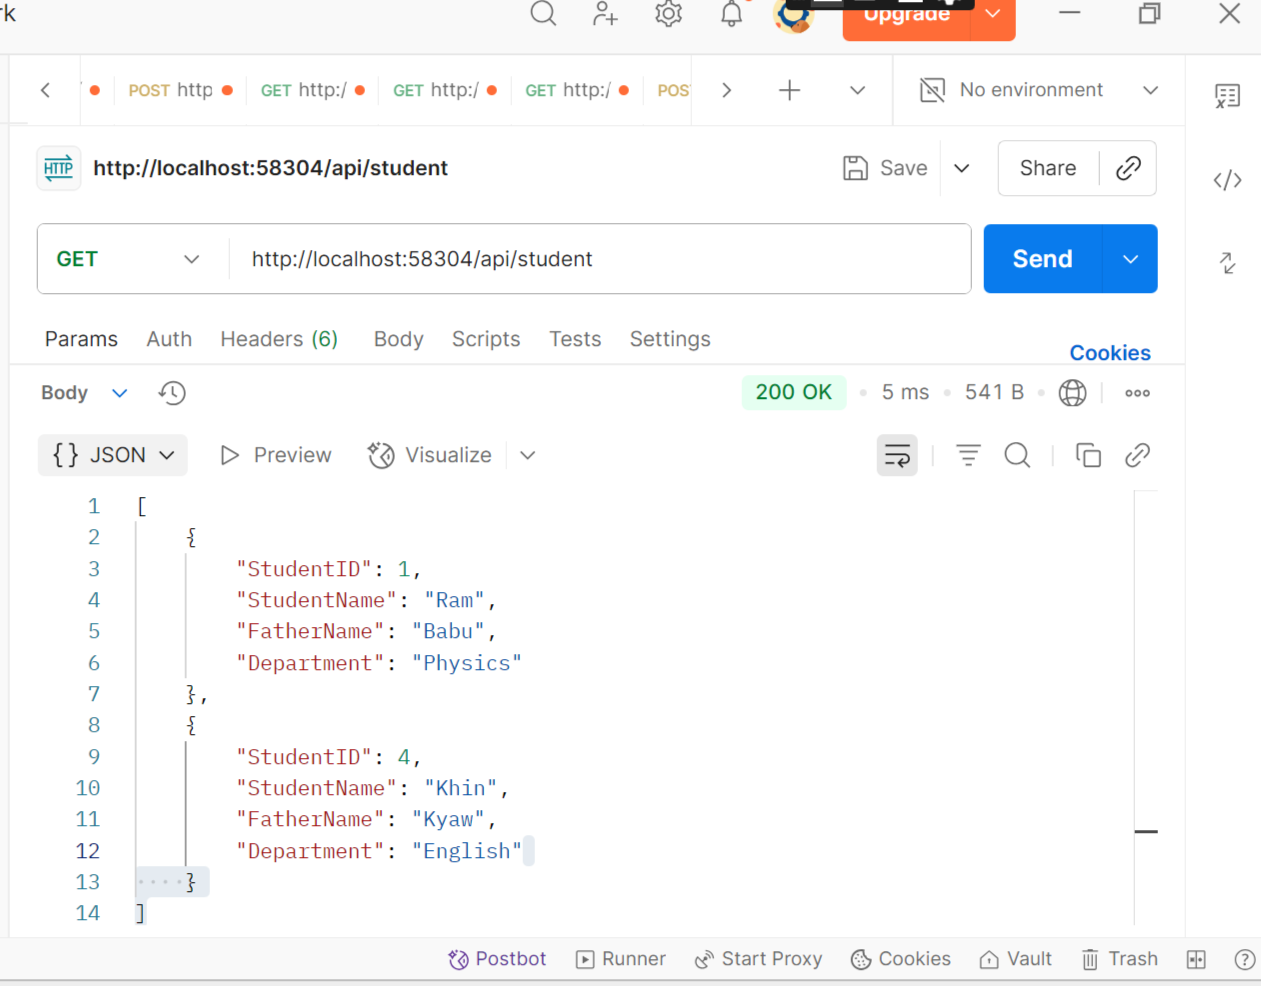 rk
Upgrade
POST http GET http:/ GET http:/ GET http:/ POS No environment
HTTP http://localhost:58304/api/student Save Share
GET http://localhost:58304/api/student Send
Params Auth Headers (6) Body Scripts Tests Settings
Cookies
Body 200 OK 5 ms 541 B
{} JSON Preview Visualize
1 [
2 {
3 "StudentID": 1,
4 "StudentName": "Ram",
5 "FatherName": "Babu",
6 "Department": "Physics"
7 },
8 {
9 "StudentID": 4,
10 "StudentName": "Khin",
11 "FatherName": "Kyaw",
12 "Department": "English"
13 }
14 ]
Postbot Runner Start Proxy Cookies Vault Trash